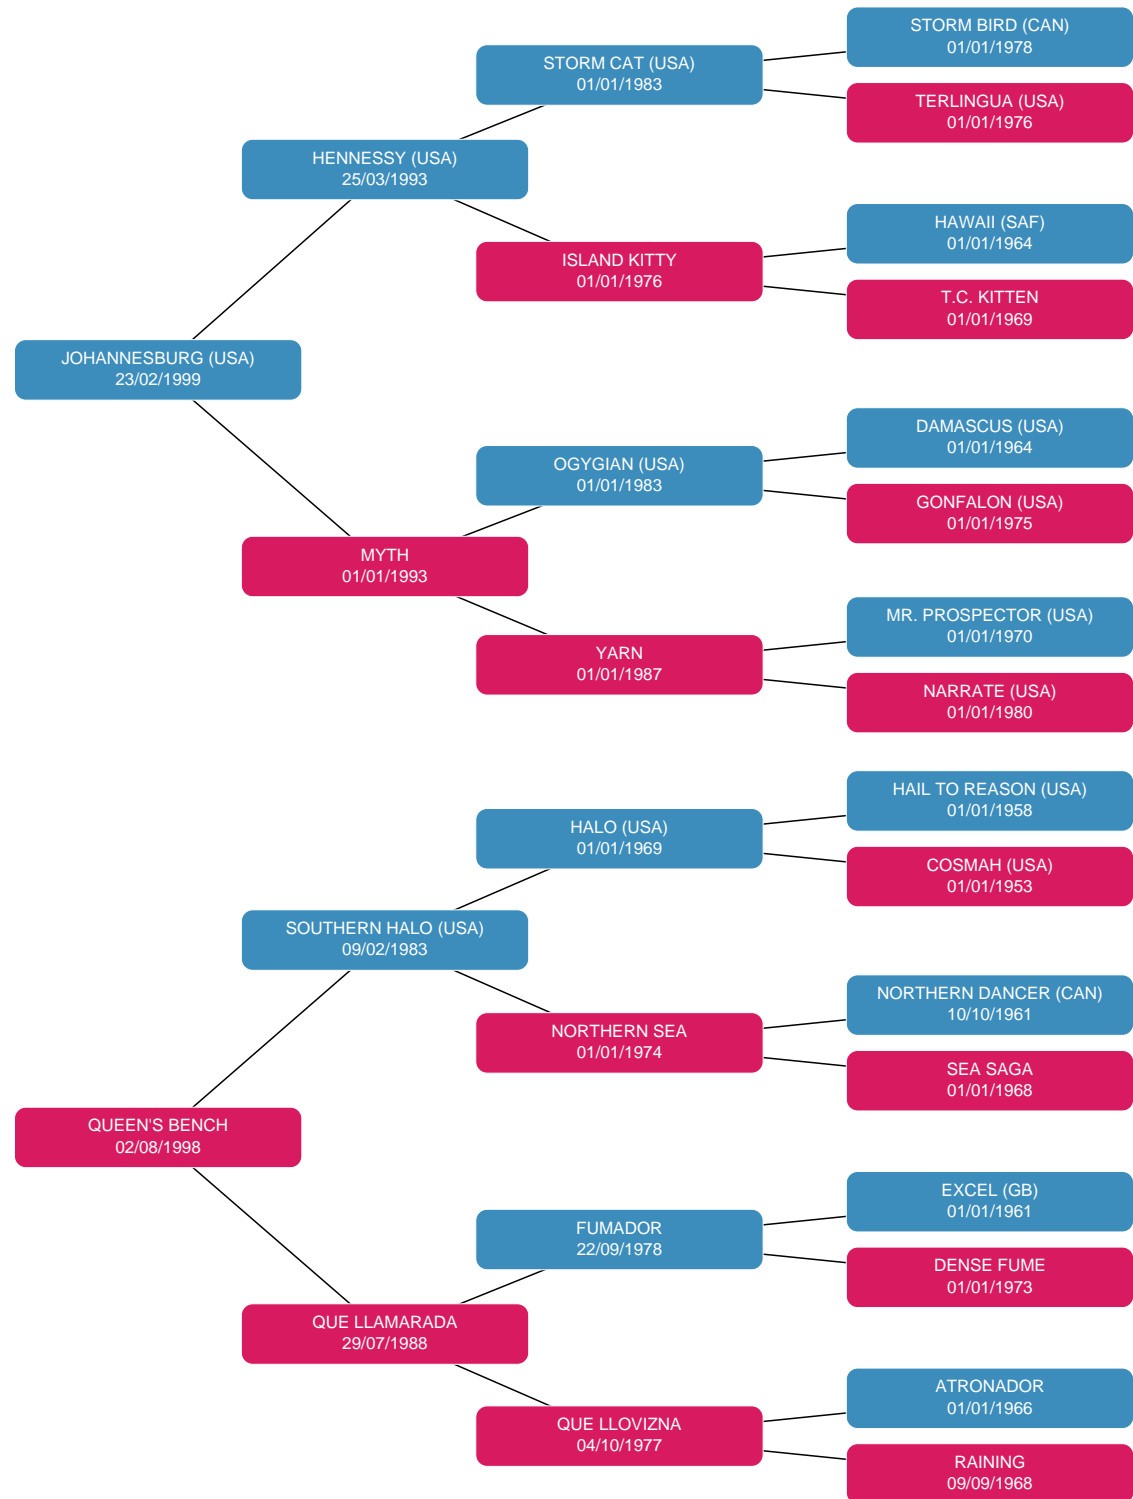 STORM BIRD (CAN)
01/01/1978
STORM CAT (USA)
01/01/1983
TERLINGUA (USA)
01/01/1976
HENNESSY (USA)
25/03/1993
HAWAII (SAF)
01/01/1964
ISLAND KITTY
01/01/1976
T.C. KITTEN
01/01/1969
JOHANNESBURG (USA)
23/02/1999
DAMASCUS (USA)
01/01/1964
OGYGIAN (USA)
01/01/1983
GONFALON (USA)
01/01/1975
MYTH
01/01/1993
MR. PROSPECTOR (USA)
01/01/1970
YARN
01/01/1987
NARRATE (USA)
01/01/1980
HAIL TO REASON (USA)
01/01/1958
HALO (USA)
01/01/1969
COSMAH (USA)
01/01/1953
SOUTHERN HALO (USA)
09/02/1983
NORTHERN DANCER (CAN)
10/10/1961
NORTHERN SEA
01/01/1974
SEA SAGA
01/01/1968
QUEEN'S BENCH
02/08/1998
EXCEL (GB)
01/01/1961
FUMADOR
22/09/1978
DENSE FUME
01/01/1973
QUE LLAMARADA
29/07/1988
ATRONADOR
01/01/1966
QUE LLOVIZNA
04/10/1977
RAINING
09/09/1968